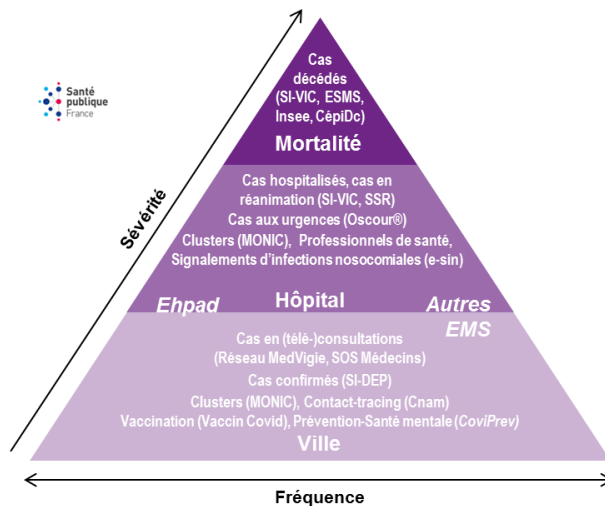 Santé
publique
France
Cas
décédés
(SI-VIC, ESMS,
Insee, CépiDc)
Mortalité
Cas hospitalisés, cas en
réanimation (SI-VIC, SSR)
Cas aux urgences (Oscour®)
Clusters (MONIC), Professionnels de santé,
Signalements d'infections nosocomiales (e-sin)
Ehpad Hôpital Autres
EMS
Cas en (télè-)consultations
(Réseau MedVigie, SOS Médecins)
Cas confirmés (SI-DEP)
Clusters (MONIC), Contact-tracing (Cnam)
Vaccination (Vaccin Covid), Prévention-Santé mentale (CoviPrev)
Ville
Sévérité
Fréquence